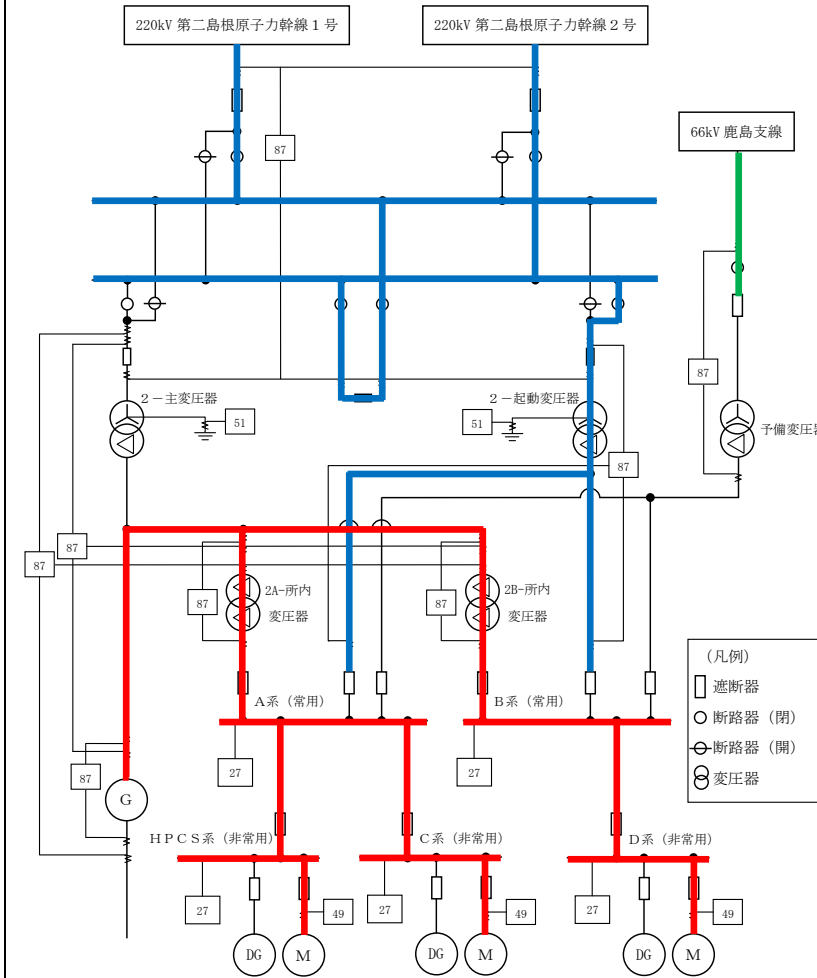 220kV 第二島根原子力幹線1号
220kV 第二島根原子力幹線2号
66kV 鹿島支線
87
87
2-主変圧器
51
2-起動変圧器
51
予備変圧器
87
87
87
87
2A-所内
変圧器
87
2B-所内
変圧器
(凡例)
遮断器
断路器(閉)
断路器(開)
変圧器
A系(常用)
B系(常用)
27
27
87
G
HPCS系(非常用)
C系(非常用)
D系(非常用)
27
49
27
49
27
49
DG
M
DG
M
DG
M